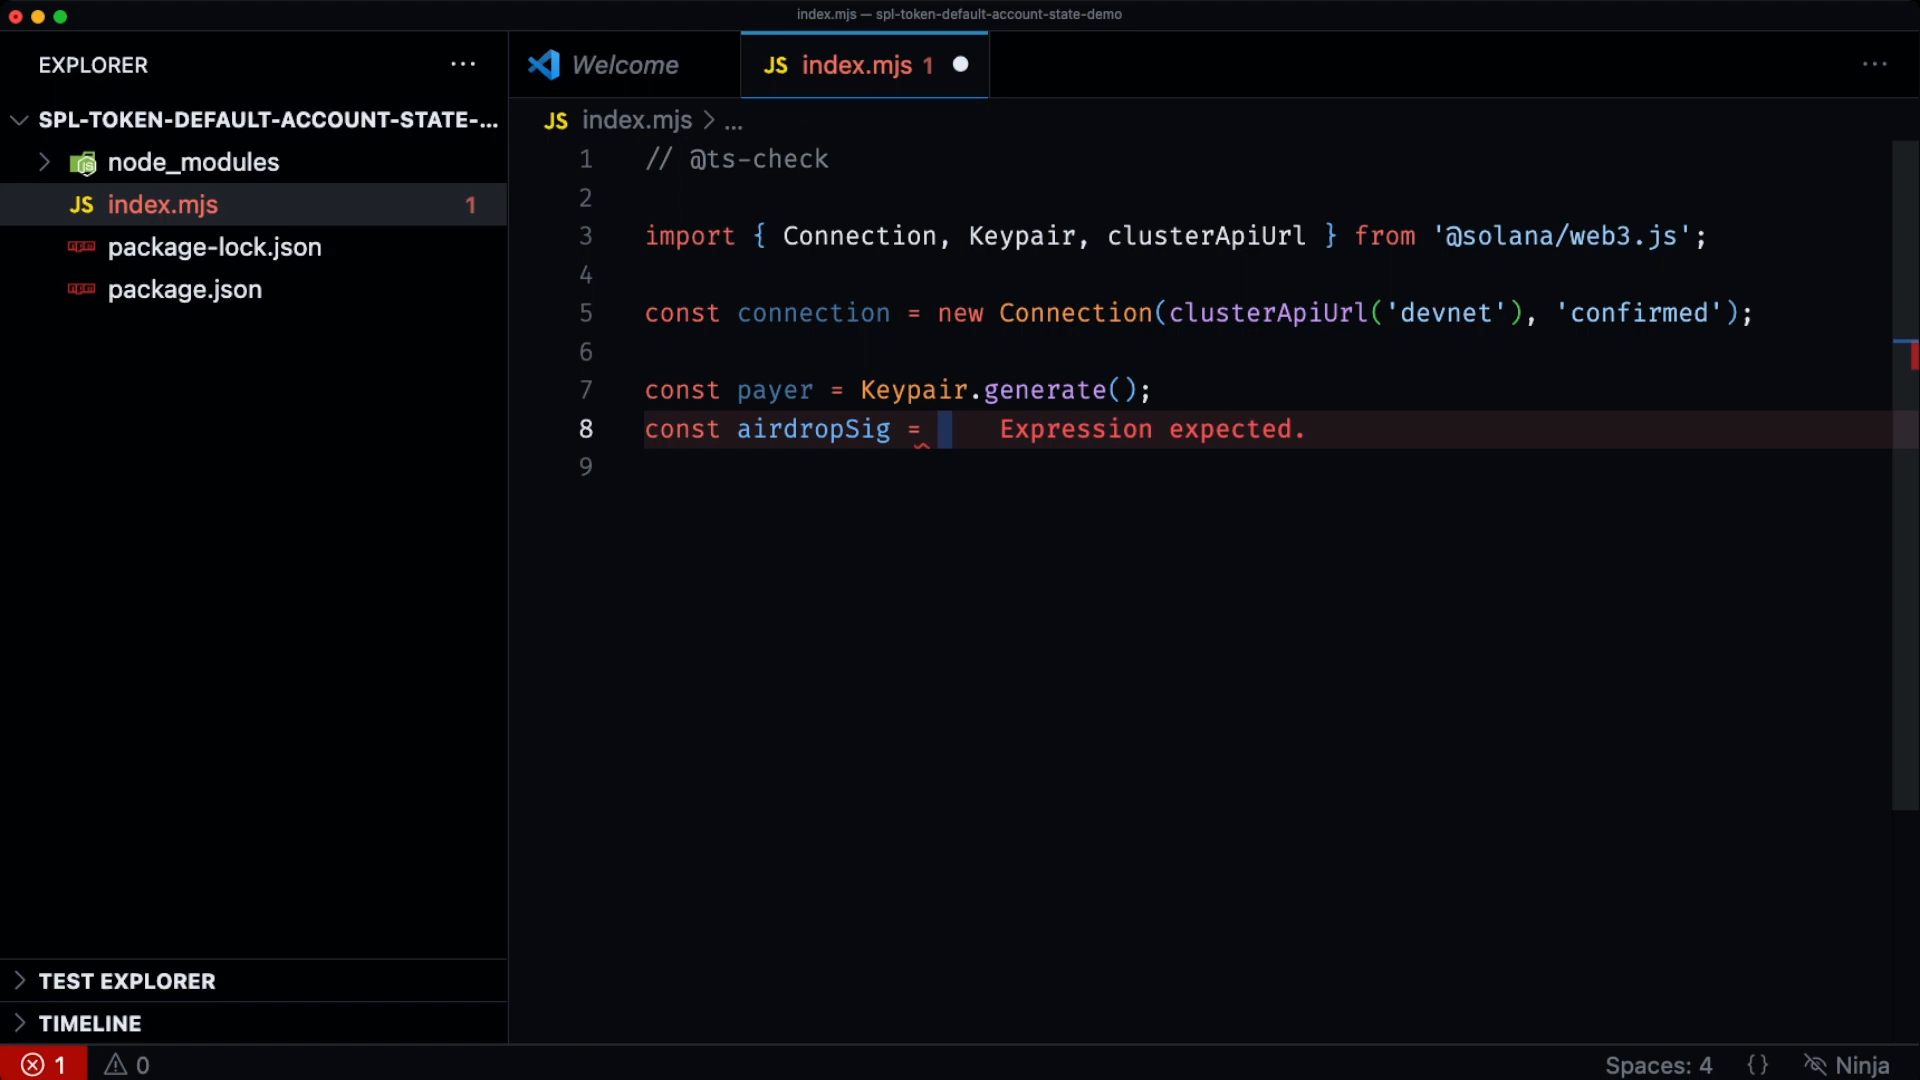 index.mjs — spl-token-default-account-state-demo
EXPLORER
SPL-TOKEN-DEFAULT-ACCOUNT-STATE-...
node_modules
JS index.mjs 1
package-lock.json
package.json
TEST EXPLORER
TIMELINE
Welcome
JS index.mjs 1
JS index.mjs > ...
1 // @ts-check
2
3 import { Connection, Keypair, clusterApiUrl } from '@solana/web3.js';
4
5 const connection = new Connection(clusterApiUrl('devnet'), 'confirmed');
6
7 const payer = Keypair.generate();
8 const airdropSig = Expression expected.
9
1 0
Spaces: 4 {} Ninja